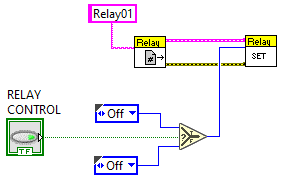 Relay01
Relay
Relay
#
SET
RELAY
CONTROL
Off
T
?
F
TF
Off